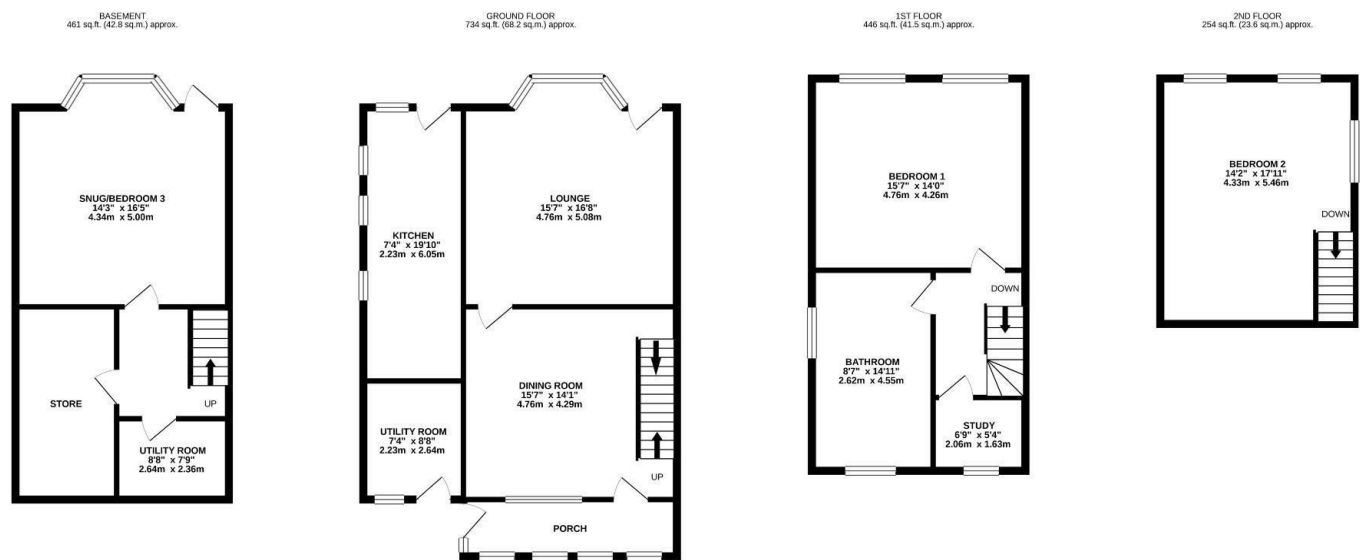 BASEMENT
461 sq.ft. (42.8 sq.m.) approx.
SNUG/BEDROOM 3
14'3" x 16'5"
4.34m x 5.00m
STORE
UP
UTILITY ROOM
8'8" x 7'9"
2.64m x 2.36m
GROUND FLOOR
734 sq.ft. (68.2 sq.m.) approx.
LOUNGE
15'7" x 16'8"
4.76m x 5.08m
KITCHEN
7'4" x 19'10"
2.23m x 6.05m
DINING ROOM
15'7" x 14'1"
4.76m x 4.29m
UTILITY ROOM
7'4" x 8'8"
2.23m x 2.64m
UP
PORCH
1ST FLOOR
446 sq.ft. (41.5 sq.m.) approx.
BEDROOM 1
15'7" x 14'0"
4.76m x 4.26m
DOWN
BATHROOM
8'7" x 14'11"
2.62m x 4.55m
STUDY
6'9" x 5'4"
2.06m x 1.63m
2ND FLOOR
254 sq.ft. (23.6 sq.m.) approx.
BEDROOM 2
14'2" x 17'11"
4.33m x 5.46m
DOWN